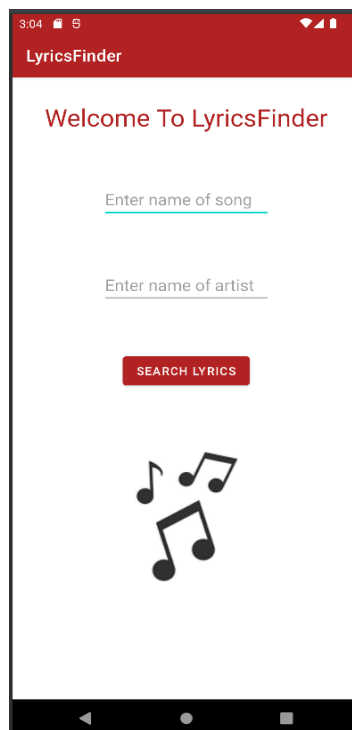 3:04
LyricsFinder
Welcome To LyricsFinder
Enter name of song
Enter name of artist
SEARCH LYRICS